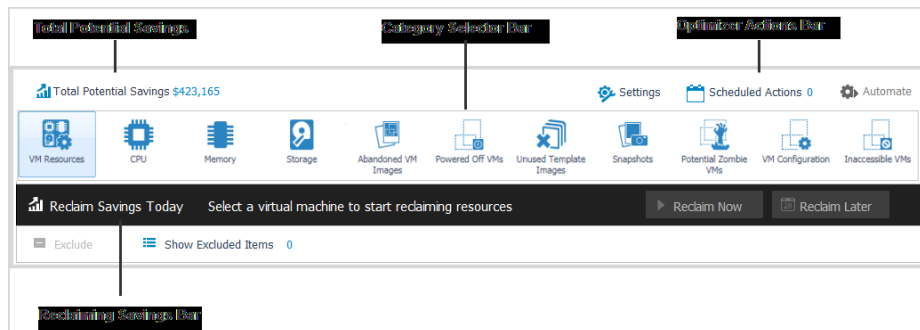 Total Potential Savings
Category Selector Bar
Optimizer Actions Bar
Total Potential Savings $423,165
Settings
Scheduled Actions 0
Automate
VM Resources
CPU
Memory
Storage
Abandoned VM
Images
Powered Off VMs
Unused Template
Images
Snapshots
Potential Zombie
VMs
VM Configuration
Inaccessible VMs
Reclaim Savings Today
Select a virtual machine to start reclaiming resources
Reclaim Now
Reclaim Later
Exclude
Show Excluded Items 0
Reclaiming Savings Bar